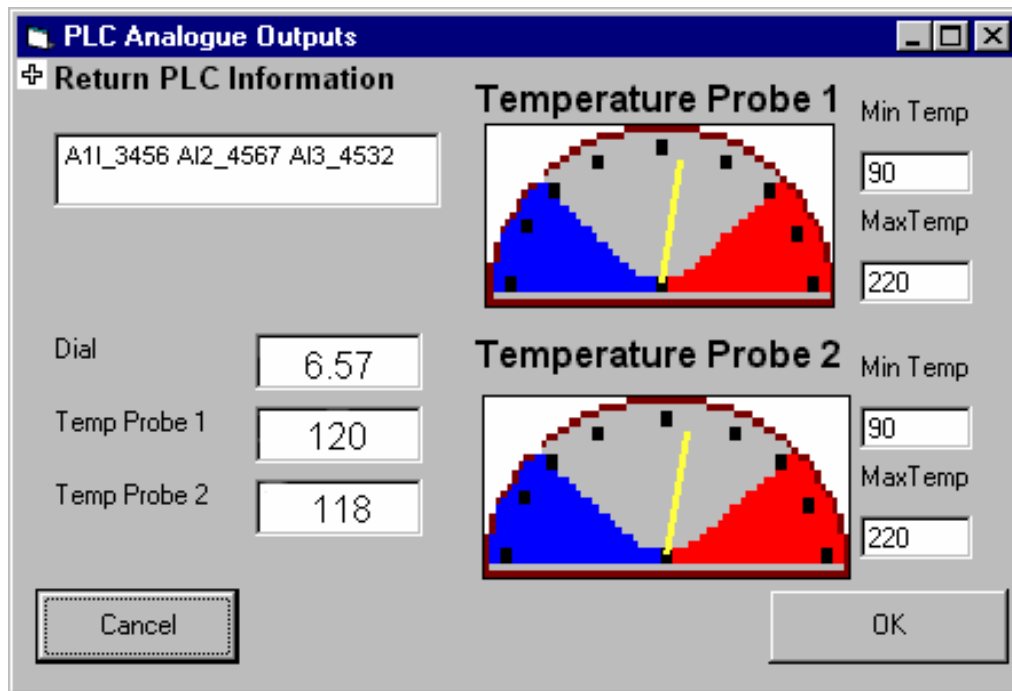 PLC Analogue Outputs
Return PLC Information
A1I_3456 AI2_4567 AI3_4532
Temperature Probe 1
Min Temp
90
MaxTemp
220
Dial
6.57
Temp Probe 1
120
Temp Probe 2
118
Temperature Probe 2
Min Temp
90
MaxTemp
220
Cancel
OK